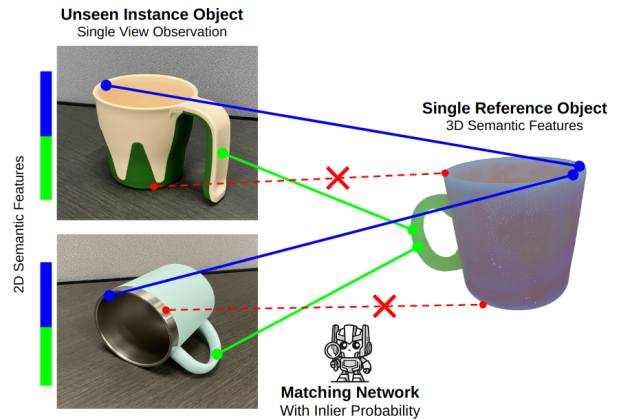 Unseen Instance Object
Single View Observation
2D Semantic Features
Single Reference Object
3D Semantic Features
Matching Network
With Inlier Probability